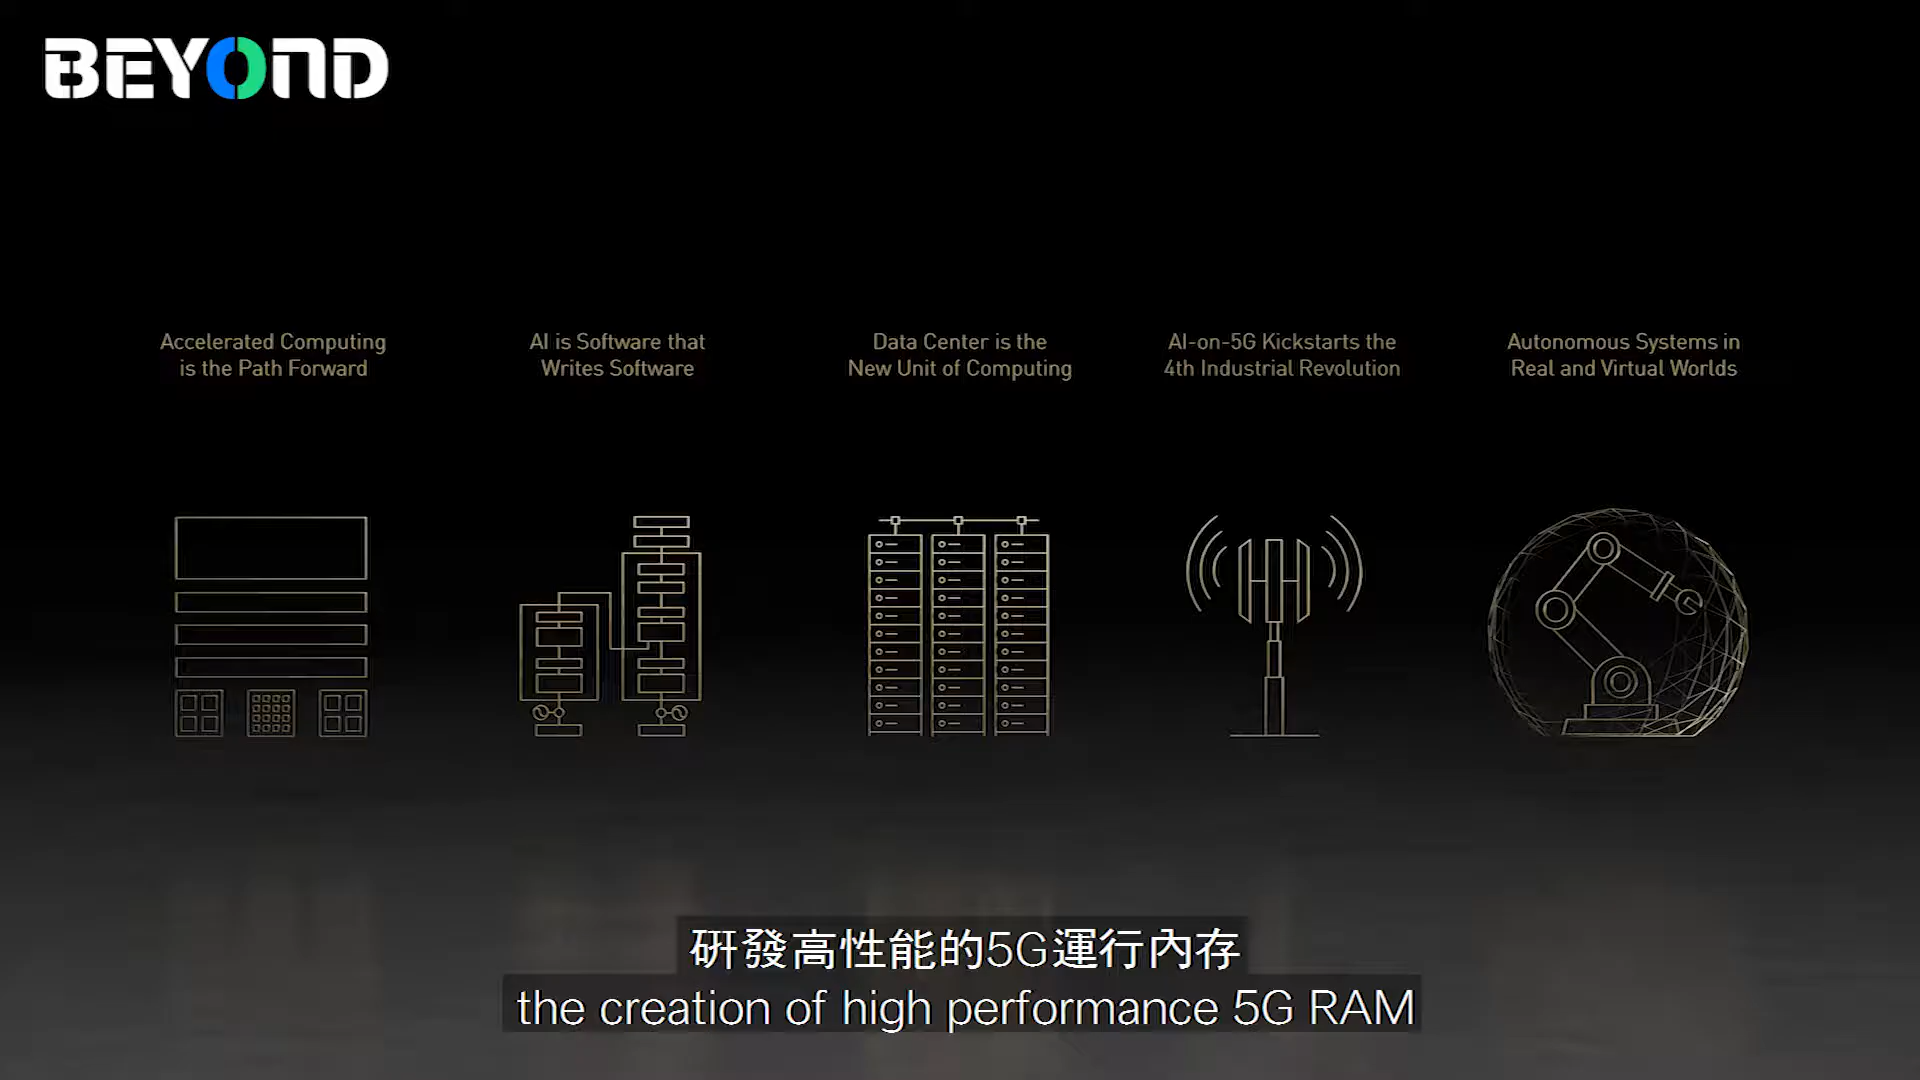 BEYOND
Accelerated Computing
is the Path Forward
AI is Software that
Writes Software
Data Center is the
New Unit of Computing
AI-on-5G Kickstarts the
4th Industrial Revolution
Autonomous Systems in
Real and Virtual Worlds
研發高性能的5G運行內存
the creation of high performance 5G RAM